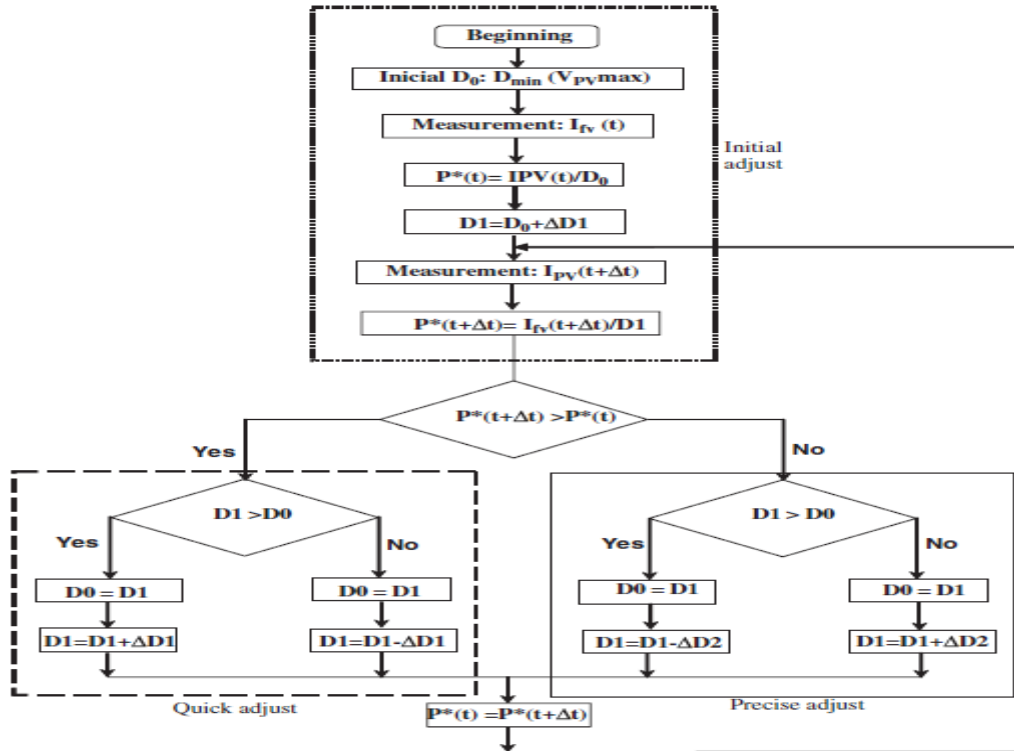 Beginning
Inicial D₀: Dmin (VPVmax)
Measurement: Ifv (t)
P*(t)= IPV(t)/D₀
D1=D₀+ΔD1
Initial
adjust
Measurement: IPV(t+Δt)
P*(t+Δt)= Ifv(t+Δt)/D1
P*(t+Δt) >P*(t)
Yes
No
D1 >D0
Yes
No
D0 = D1
D0 = D1
D1=D1+ΔD1
D1=D1-ΔD1
Quick adjust
D1 > D0
Yes
No
D0 = D1
D0 = D1
D1=D1-ΔD2
D1=D1+ΔD2
Precise adjust
P*(t) =P*(t+Δt)